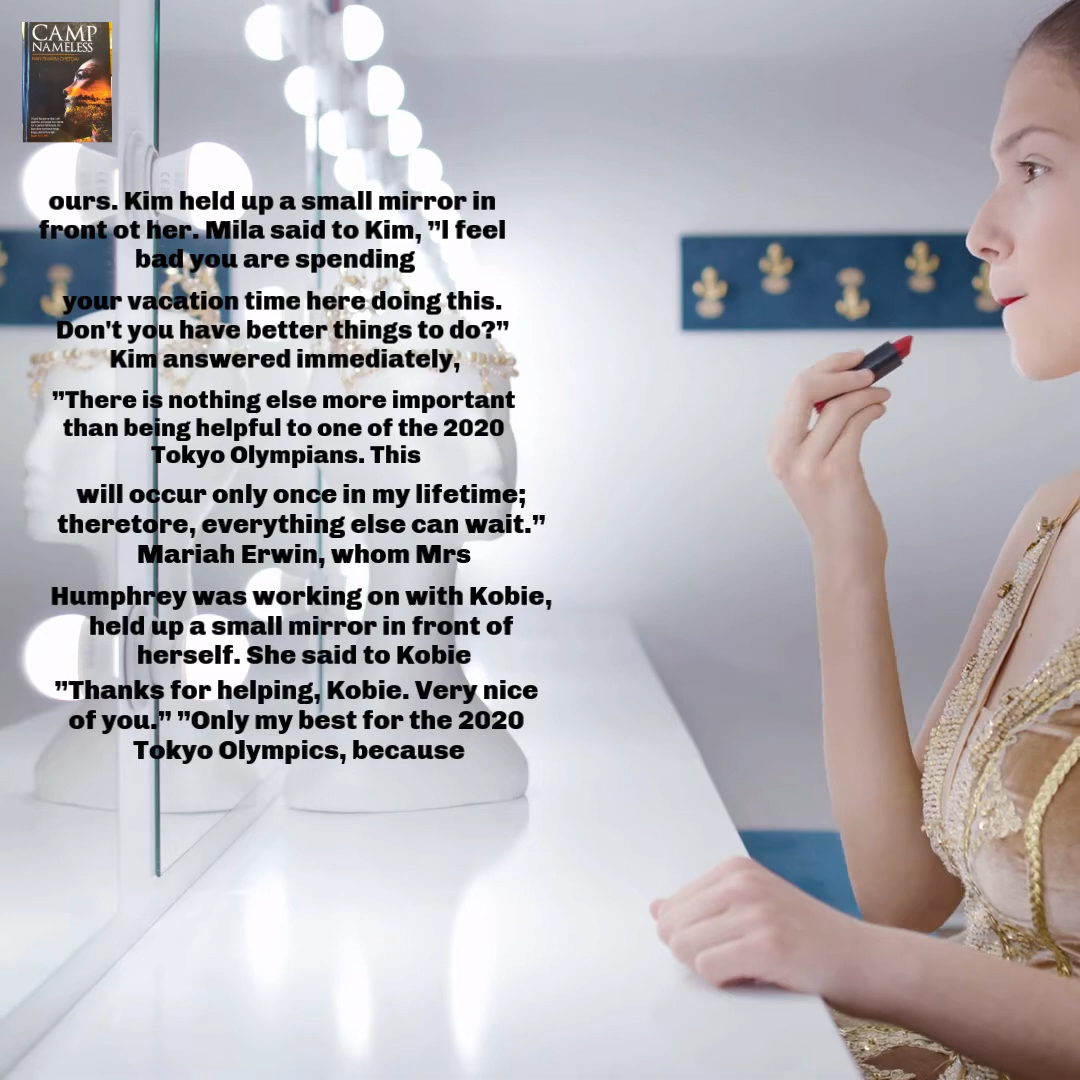 CAMP
NAMELESS
ours. Kim held up a small mirror in
front ot her. Mila said to Kim, ”l feel
bad you are spending
your vacation time here doing this.
Don't you have better things to do?”
Kim answered immediately,
”There is nothing else more important
than being helpful to one of the 2020
Tokyo Olympians. This
will occur only once in my lifetime;
theretore, everything else can wait.”
Mariah Erwin, whom Mrs
Humphrey was working on with Kobie,
held up a small mirror in front of
herself. She said to Kobie
”Thanks for helping, Kobie. Very nice
of you.” ”Only my best for the 2020
Tokyo Olympics, because